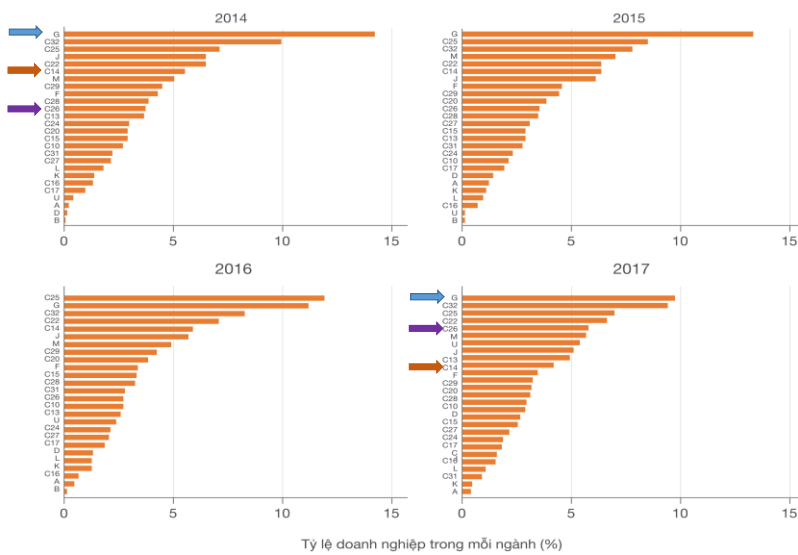 2014
G
C32
C25
J
C22
C14
M
C29
F
C28
C26
C13
C24
C20
C15
C10
C31
C27
L
K
C16
C17
U
A
D
B
0 5 10 15
2015
G
C25
C32
M
C22
C14
J
F
C29
C20
C26
C28
C27
C15
C13
C31
C24
C10
C17
D
A
K
L
C16
U
B
0 5 10 15
2016
C25
G
C32
C22
C14
J
M
C29
C20
F
C15
C28
C31
C26
C10
C13
U
C24
C27
C17
D
L
K
C16
A
B
0 5 10 15
2017
G
C32
C25
C22
C26
M
U
J
C13
C14
F
C29
C20
C28
C10
D
C15
C27
C24
C17
C16
L
C31
K
A
0 5 10 15
Tỷ lệ doanh nghiệp trong mỗi ngành (%)